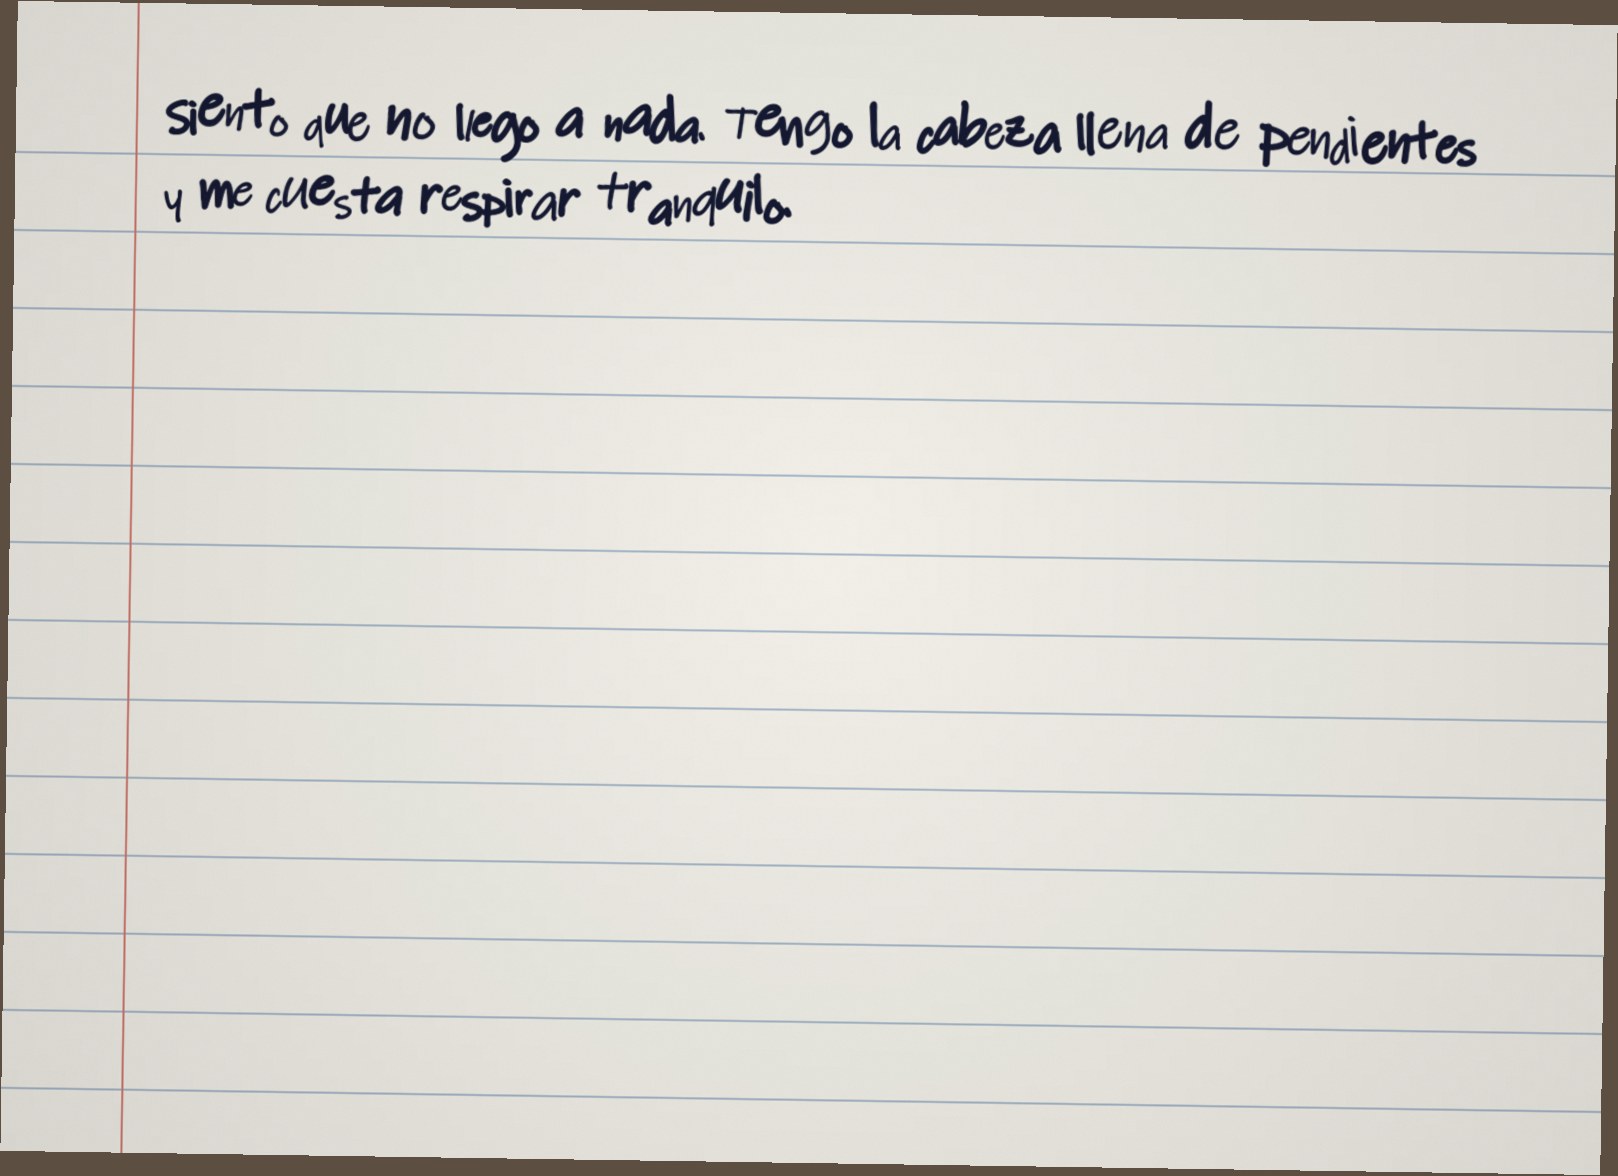 siento que no llego a nada. Tengo la cabeza llena de pendientes
y me cuesta respirar tranquilo.